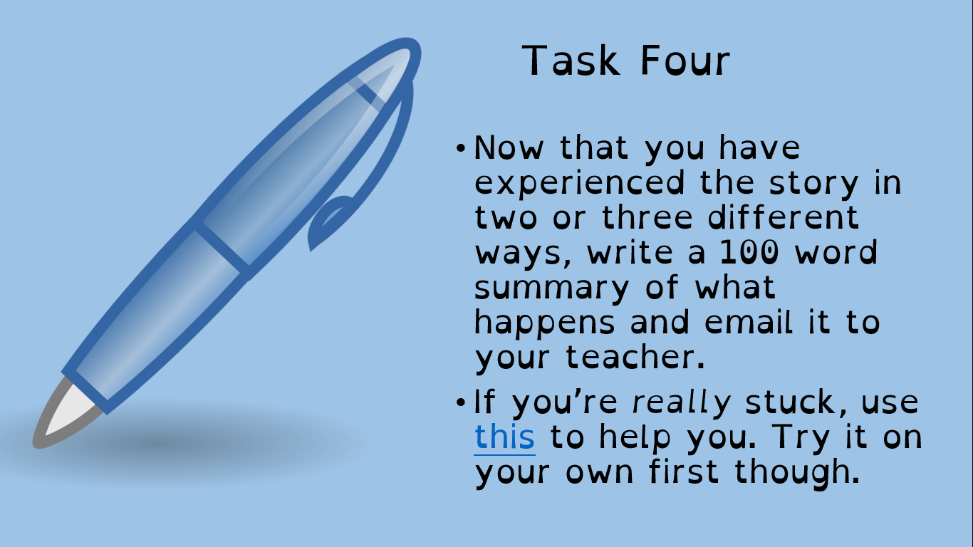 Task Four
• Now that you have
experienced the story in
two or three different
ways, write a 100 word
summary of what
happens and email it to
your teacher.
• If you’re really stuck, use
this to help you. Try it on
your own first though.